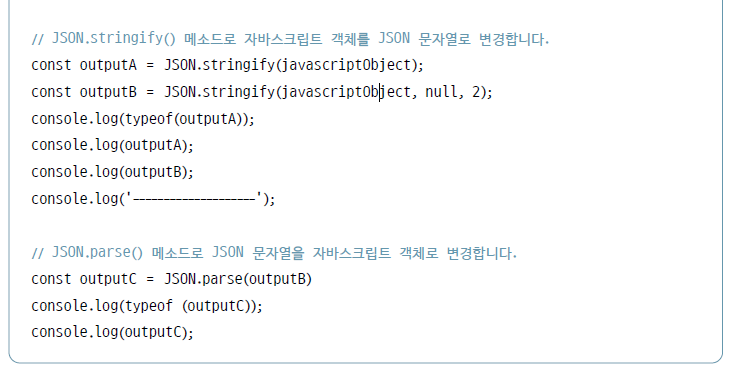 // JSON.stringify() 메소드로 자바스크립트 객체를 JSON 문자열로 변경합니다.
const outputA = JSON.stringify(javascriptObject);
const outputB = JSON.stringify(javascriptObject, null, 2);
console.log(typeof(outputA));
console.log(outputA);
console.log(outputB);
console.log('--------------------');
// JSON.parse() 메소드로 JSON 문자열을 자바스크립트 객체로 변경합니다.
const outputC = JSON.parse(outputB)
console.log(typeof (outputC));
console.log(outputC);